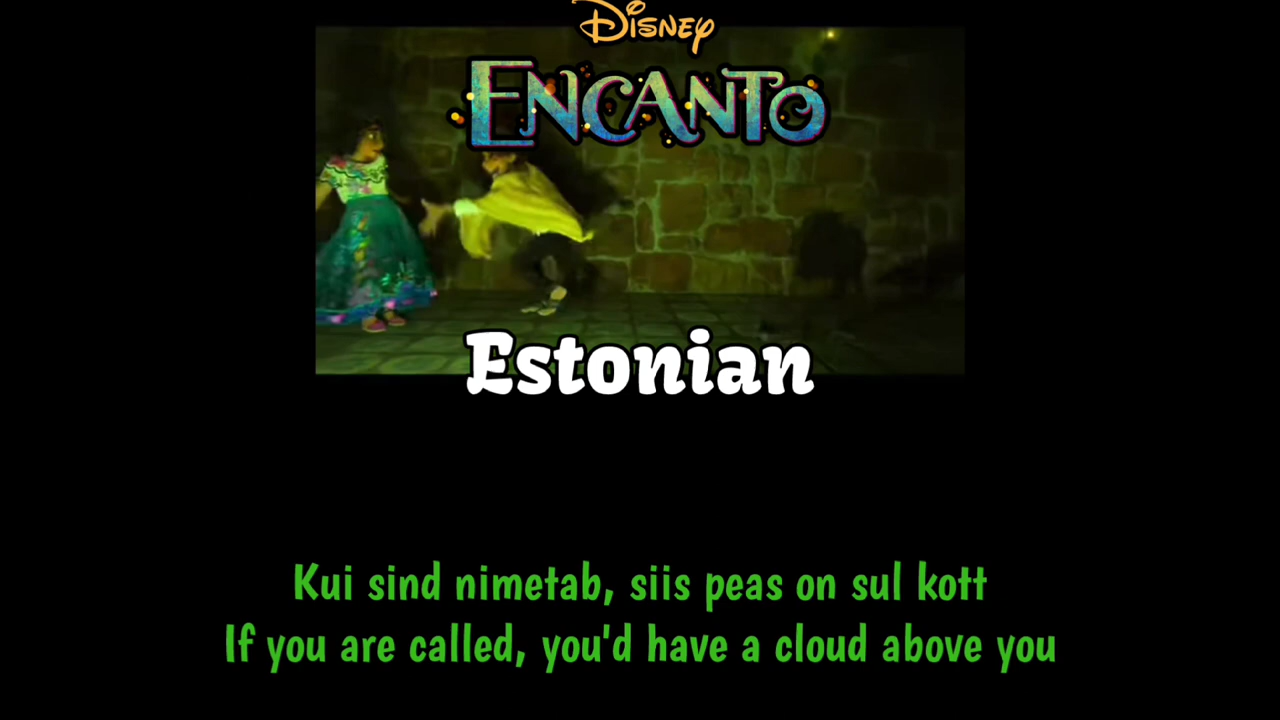 Disney
ENCANTO
Estonian
Kui sind nimetab, siis peas on sul kott
If you are called, you'd have a cloud above you